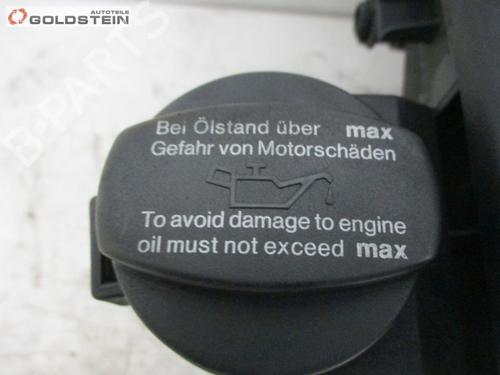 AUTOTEILE
GOLDSTEIN
B-PARTS
Bei Ölstand über max
Gefahr von Motorschäden
To avoid damage to engine
oil must not exceed max